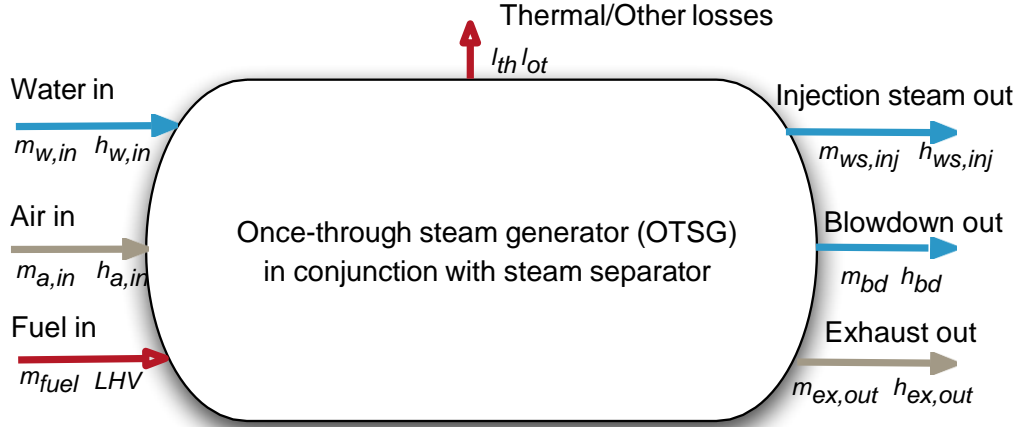 Thermal/Other losses
l_th l_ot
Water in
m_w,in h_w,in
Injection steam out
m_ws,inj h_ws,inj
Air in
m_a,in h_a,in
Once-through steam generator (OTSG)
in conjunction with steam separator
Blowdown out
m_bd h_bd
Fuel in
m_fuel LHV
Exhaust out
m_ex,out h_ex,out